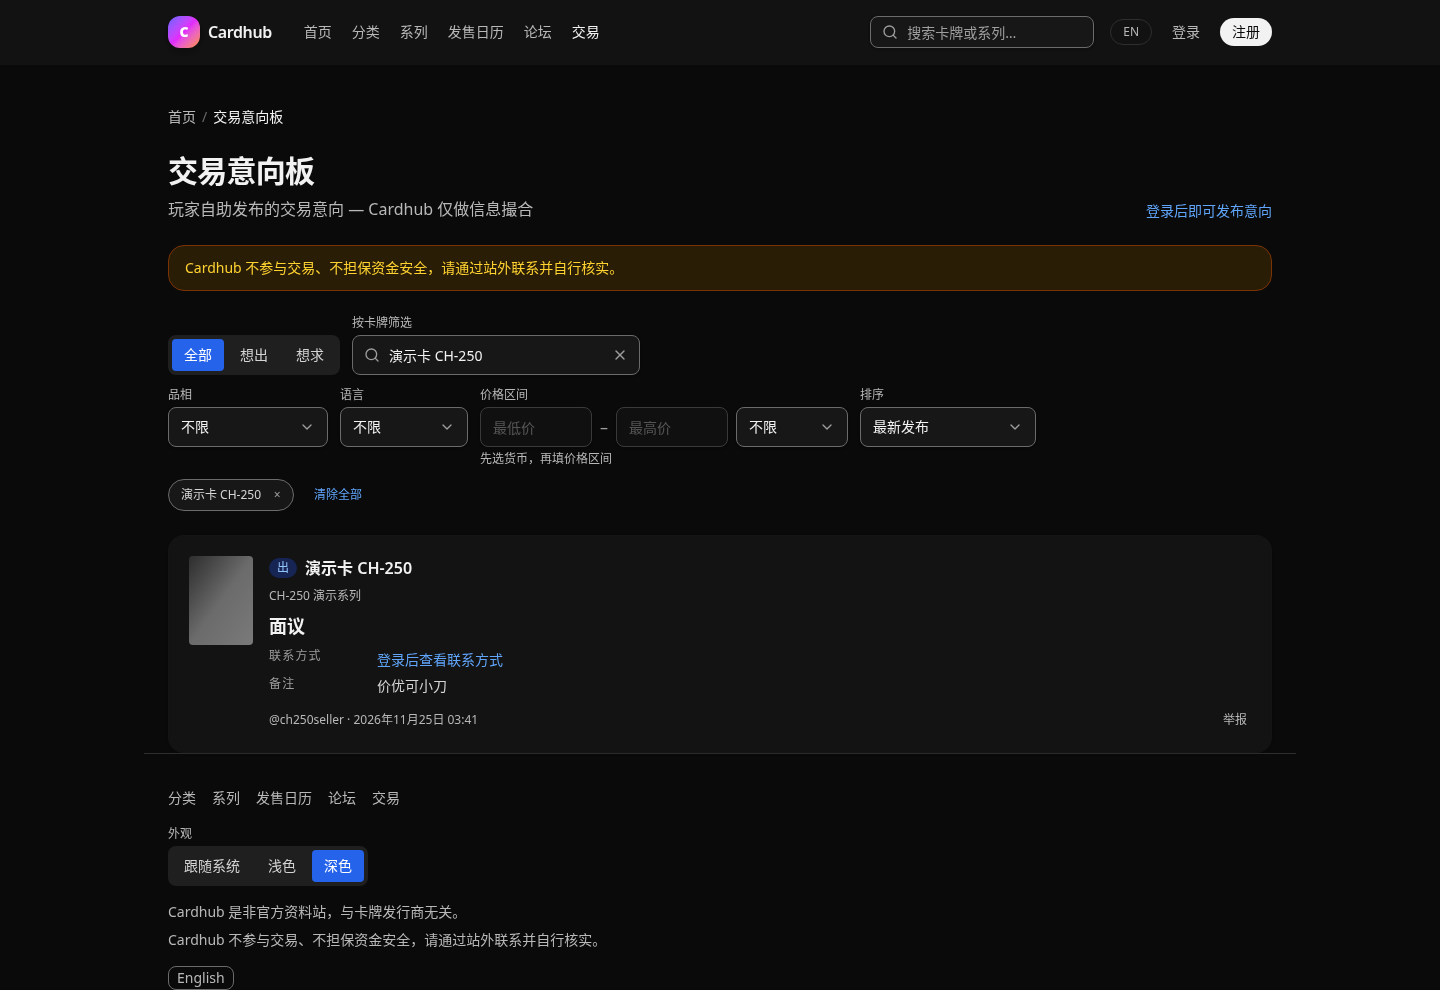 C Cardhub 首页 分类 系列 发售日历 论坛 交易 搜索卡牌或系列... EN 登录 注册
首页 / 交易意向板
交易意向板
玩家自助发布的交易意向 — Cardhub 仅做信息撮合
登录后即可发布意向
Cardhub 不参与交易、不担保资金安全，请通过站外联系并自行核实。
按卡牌筛选
全部 想出 想求 演示卡 CH-250 ×
品相 语言 价格区间 排序
不限 不限 最低价 – 最高价 不限 最新发布
先选货币，再填价格区间
演示卡 CH-250 × 清除全部
出 演示卡 CH-250
CH-250 演示系列
面议
联系方式 登录后查看联系方式
备注 价优可小刀
@ch250seller · 2026年11月25日 03:41 举报
分类 系列 发售日历 论坛 交易
外观
跟随系统 浅色 深色
Cardhub 是非官方资料站，与卡牌发行商无关。
Cardhub 不参与交易、不担保资金安全，请通过站外联系并自行核实。
English